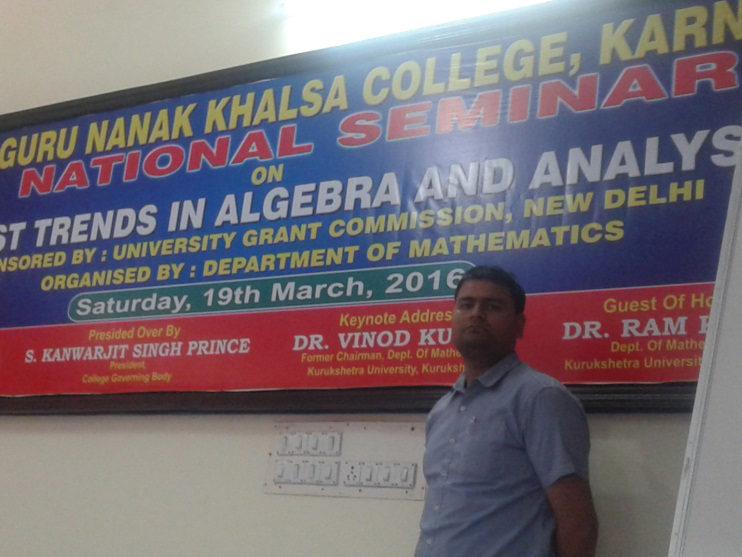 GURU NANAK KHALSA COLLEGE, KARN
NATIONAL SEMINAR
ON
ST TRENDS IN ALGEBRA AND ANALYS
NSORED BY : UNIVERSITY GRANT COMMISSION, NEW DELHI
ORGANISED BY : DEPARTMENT OF MATHEMATICS
Saturday, 19th March, 2016
Presided Over By
S. KANWARJIT SINGH PRINCE
President,
College Governing Body
Keynote Addres
DR. VINOD KU
Former Chairman, Dept. Of Mathe
Kurukshetra University, Kuruksh
Guest Of Ho
DR. RAM
Dept. Of Mathe
Kurukshetra University